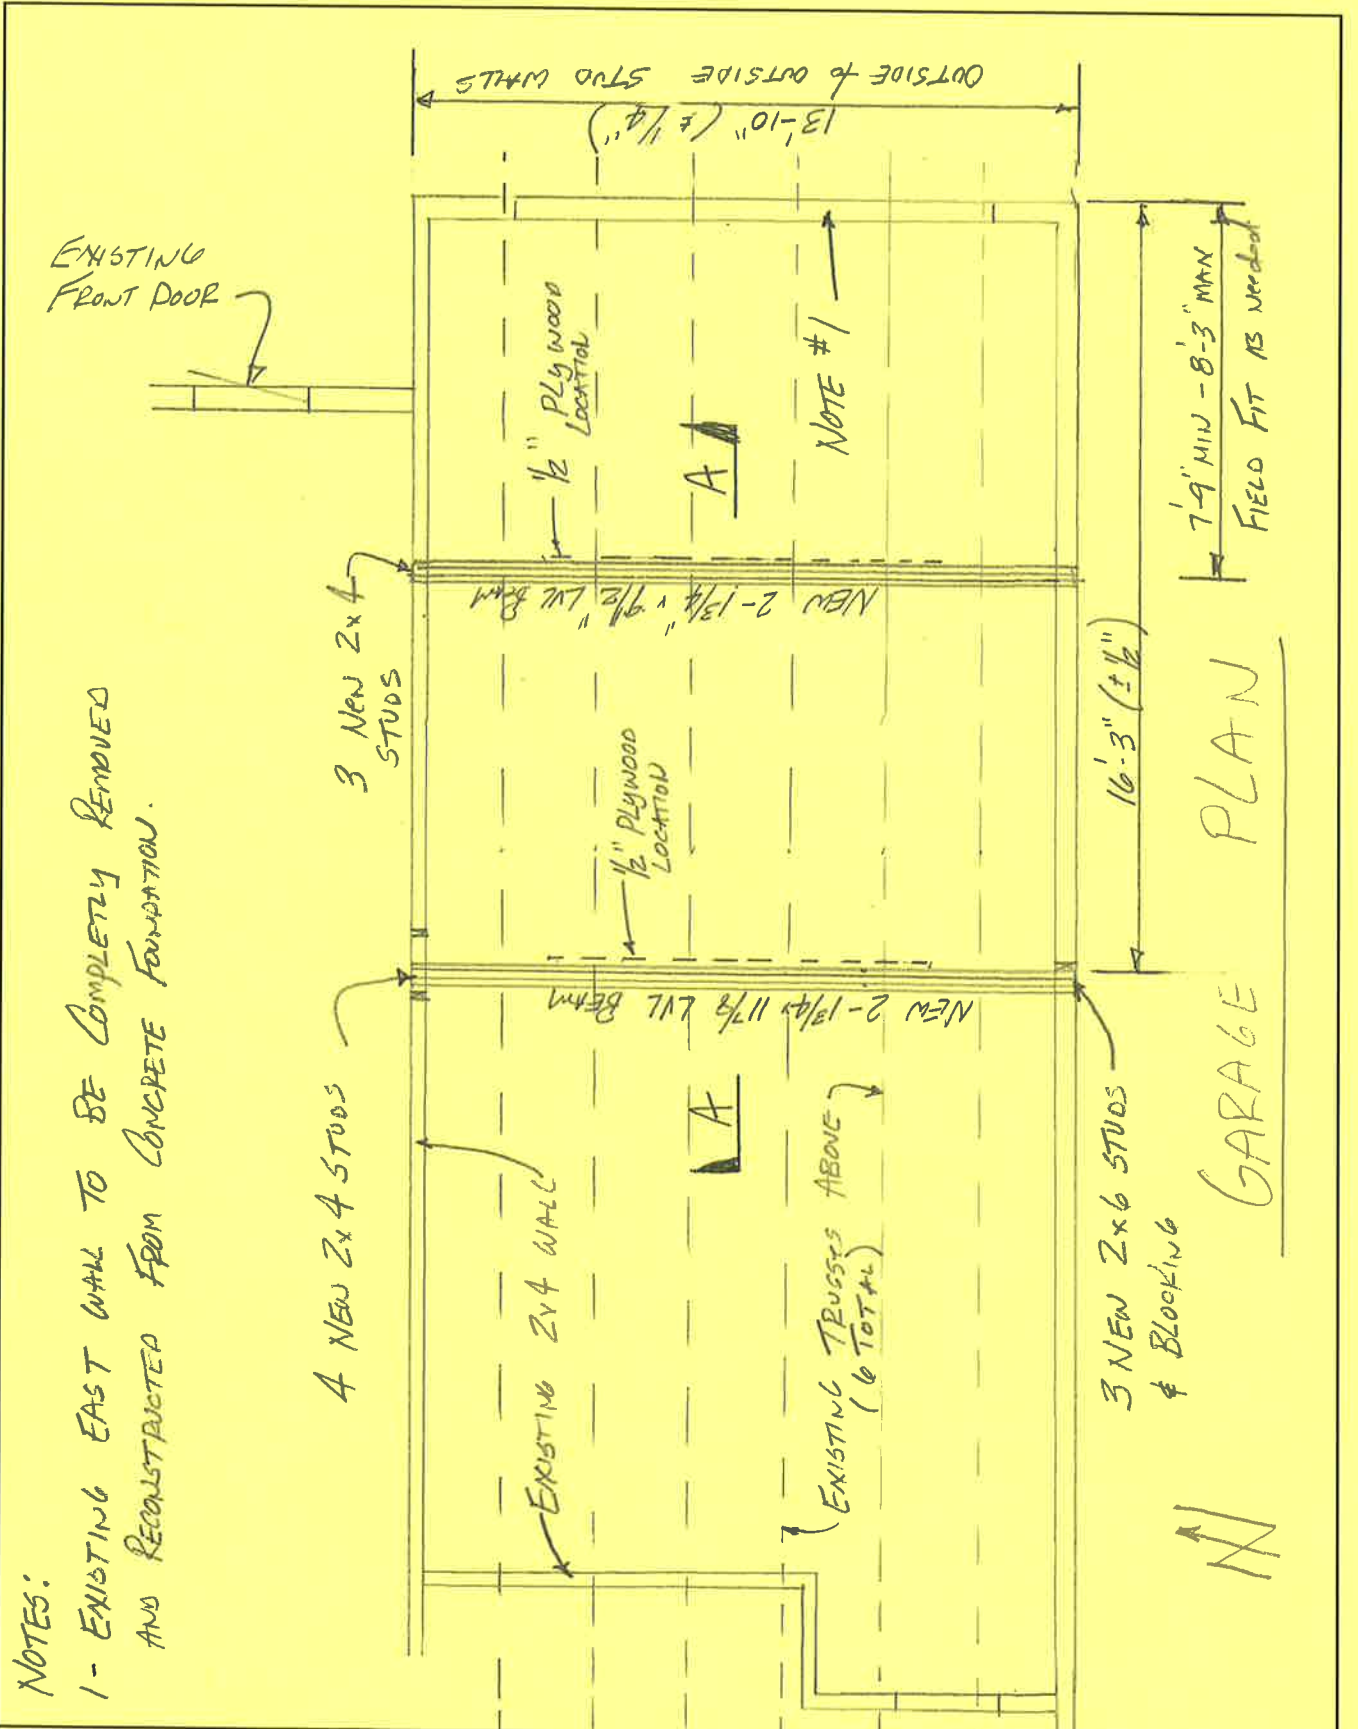 NOTES:
1- EXISTING EAST WALL TO BE COMPLETLY REMOVED
AND RECONSTRUCTED FROM CONCRETE FOUNDATION.
EXISTING
FRONT DOOR
3 NEW 2x4
STUDS
4 NEW 2x4 STUDS
EXISTING 2x4 WALL
1/2" PLYWOOD
LOCATION
1/2" PLYWOOD
LOCATION
NEW 2-1 3/4" x 9 1/2" LVL BEAM
NEW 2-1 3/4 x 11 7/8 LVL BEAM
A
A
NOTE #1
EXISTING TRUSSES ABOVE
(6 TOTAL)
OUTSIDE to OUTSIDE STUD WALLS
13'-10" (± 1/4")
3 NEW 2x6 STUDS
& BLOCKING
16'-3" (± 1/2")
7'-9" MIN - 8'-3" MAX
FIELD FIT AS Needed
GARAGE PLAN
N